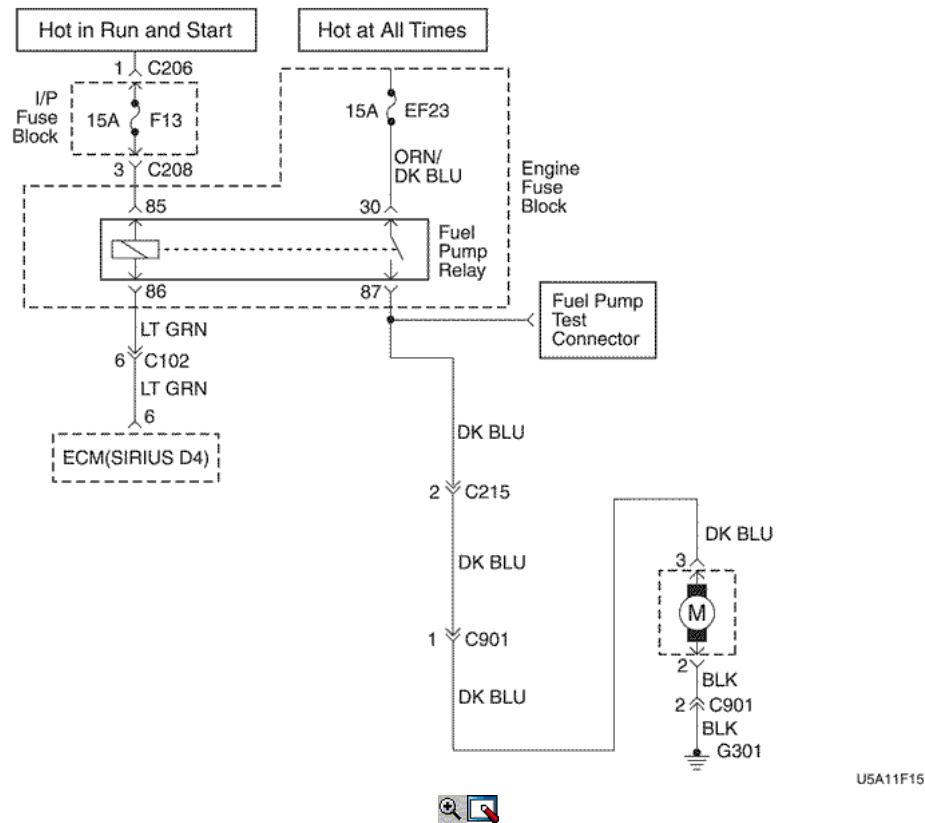 Hot in Run and Start
Hot at All Times
1 C206
I/P
Fuse
Block
15A F13
15A EF23
3 C208
ORN/
DK BLU
Engine
Fuse
Block
85
30
Fuel
Pump
Relay
86
87
Fuel Pump
Test
Connector
LT GRN
6 C102
LT GRN
6
ECM(SIRIUS D4)
DK BLU
2 C215
DK BLU
DK BLU
3
M
1 C901
2
BLK
DK BLU
2 C901
BLK
G301
U5A11F15